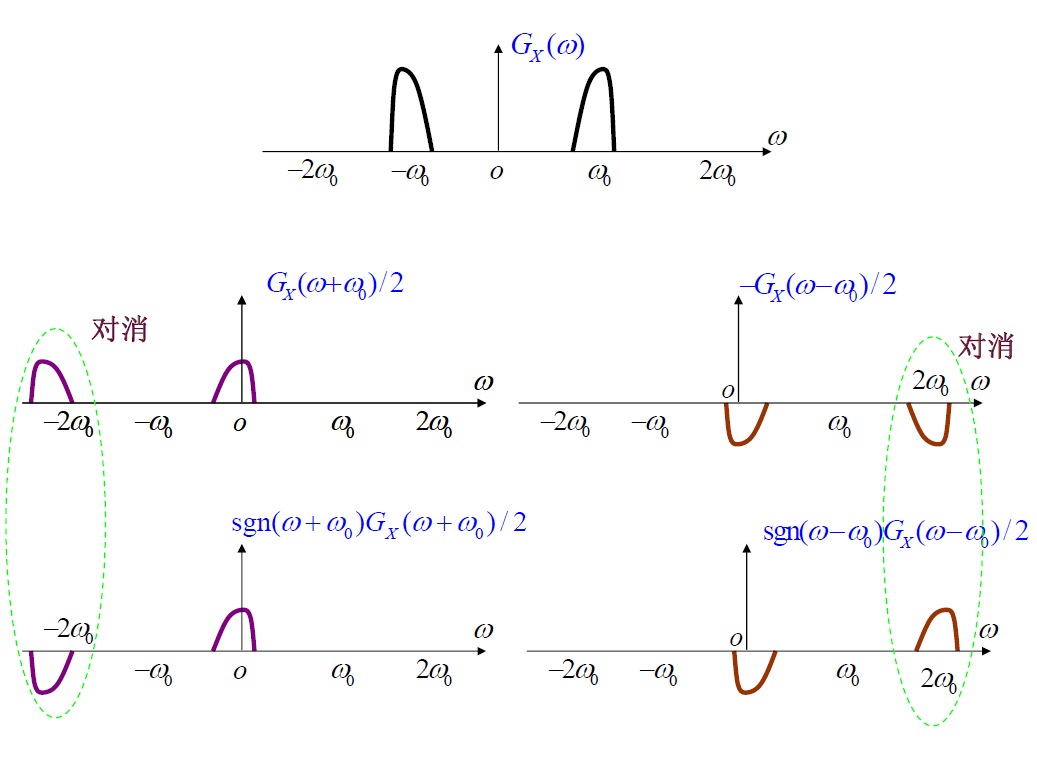 G_X(ω)
ω
−2ω₀ −ω₀ o ω₀ 2ω₀
G_X(ω+ω₀)/2
对消
ω
−2ω₀ −ω₀ o ω₀ 2ω₀
−G_X(ω−ω₀)/2
对消
o 2ω₀ ω
−2ω₀ −ω₀ ω₀
sgn(ω+ω₀)G_X(ω+ω₀)/2
−2ω₀ ω
−ω₀ o ω₀ 2ω₀
sgn(ω−ω₀)G_X(ω−ω₀)/2
o ω
−2ω₀ −ω₀ ω₀ 2ω₀